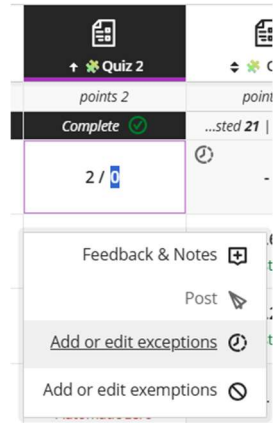 Quiz 2
points 2
poin
Complete
...sted 21 |
2 / 0
-
Feedback & Notes
Post
Add or edit exceptions
Add or edit exemptions